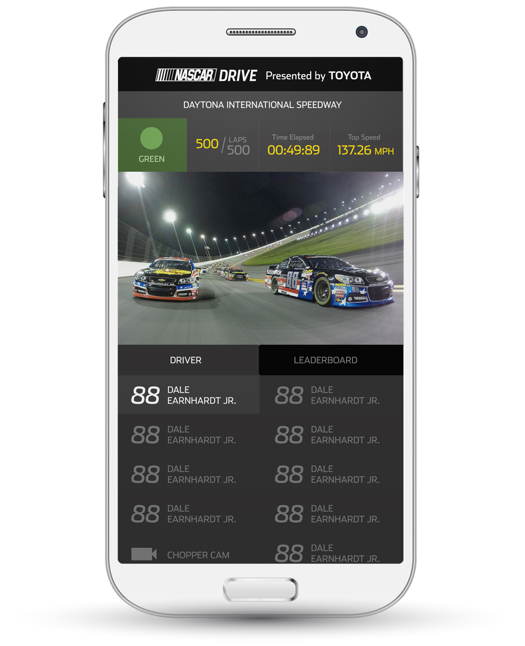 NASCAR DRIVE Presented by TOYOTA
DAYTONA INTERNATIONAL SPEEDWAY
GREEN
500 / LAPS 500
Time Elapsed
00:49:89
Top Speed
137.26 MPH
88
DRIVER
LEADERBOARD
88 DALE EARNHARDT JR.
88 DALE EARNHARDT JR.
88 DALE EARNHARDT JR.
88 DALE EARNHARDT JR.
88 DALE EARNHARDT JR.
88 DALE EARNHARDT JR.
88 DALE EARNHARDT JR.
88 DALE EARNHARDT JR.
CHOPPER CAM
88 DALE EARNHARDT JR.